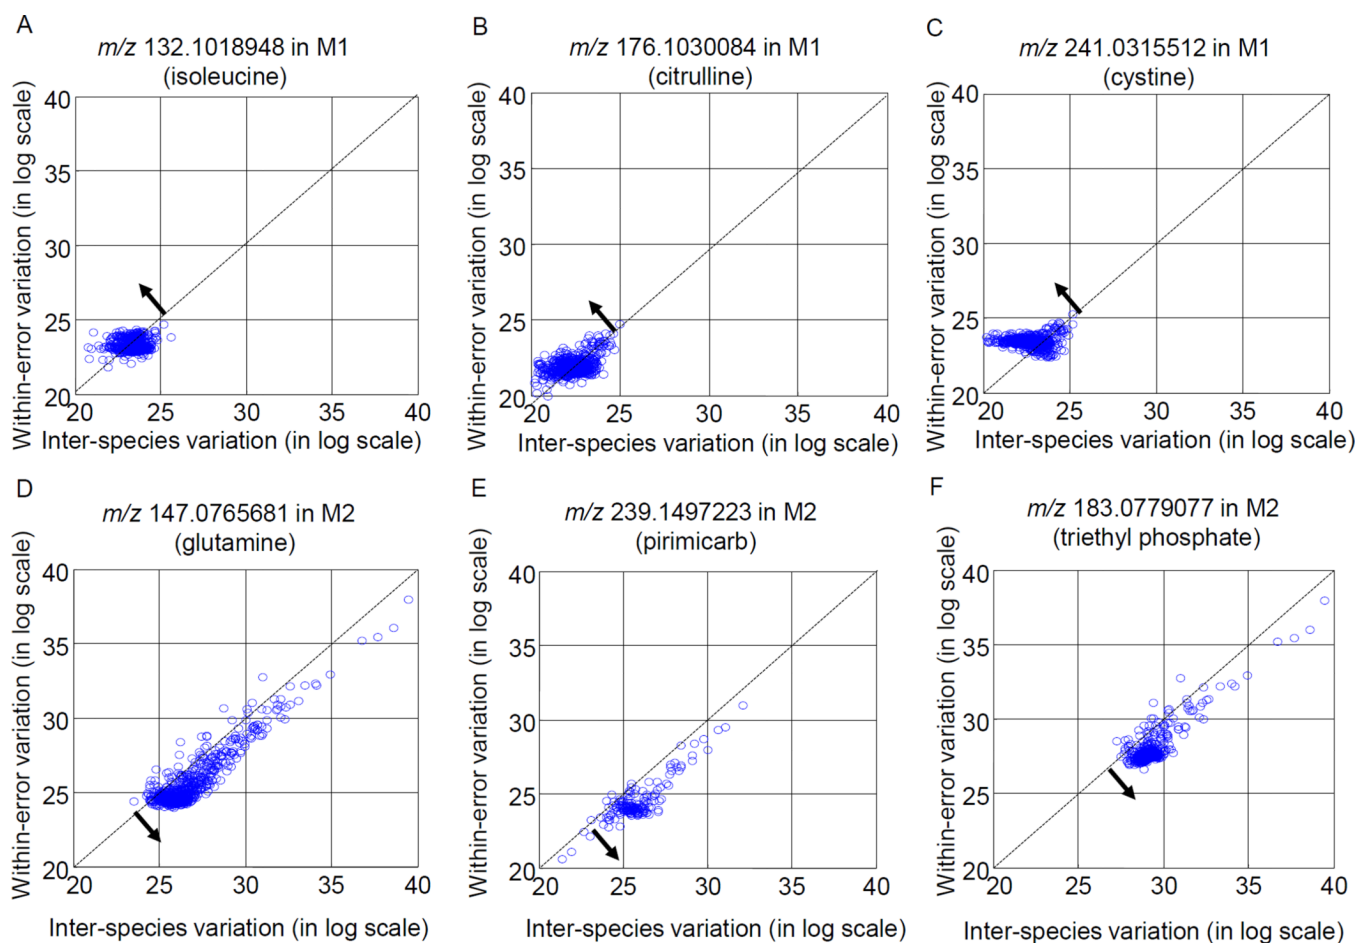 A
m/z 132.1018948 in M1
(isoleucine)
Within-error variation (in log scale)
40
35
30
25
20
20 25 30 35 40
Inter-species variation (in log scale)
B
m/z 176.1030084 in M1
(citrulline)
Within-error variation (in log scale)
40
35
30
25
20
20 25 30 35 40
Inter-species variation (in log scale)
C
m/z 241.0315512 in M1
(cystine)
Within-error variation (in log scale)
40
35
30
25
20
20 25 30 35 40
Inter-species variation (in log scale)
D
m/z 147.0765681 in M2
(glutamine)
Within-error variation (in log scale)
40
35
30
25
20
20 25 30 35 40
Inter-species variation (in log scale)
E
m/z 239.1497223 in M2
(pirimicarb)
Within-error variation (in log scale)
40
35
30
25
20
20 25 30 35 40
Inter-species variation (in log scale)
F
m/z 183.0779077 in M2
(triethyl phosphate)
Within-error variation (in log scale)
40
35
30
25
20
20 25 30 35 40
Inter-species variation (in log scale)